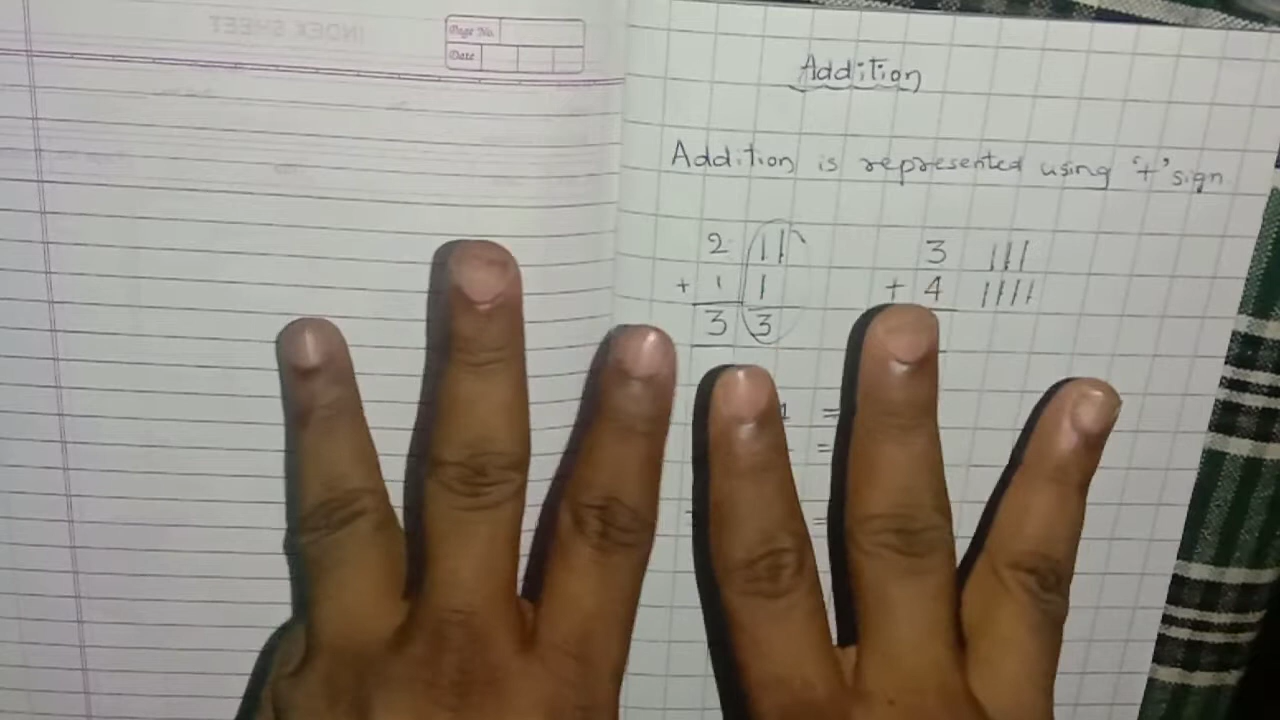 INDEX SHEET
Page No.
Date
Addition
Addition is represented using '+' sign
2 || 3 |||
+ 1 | + 4 ||||
3 3
=
=